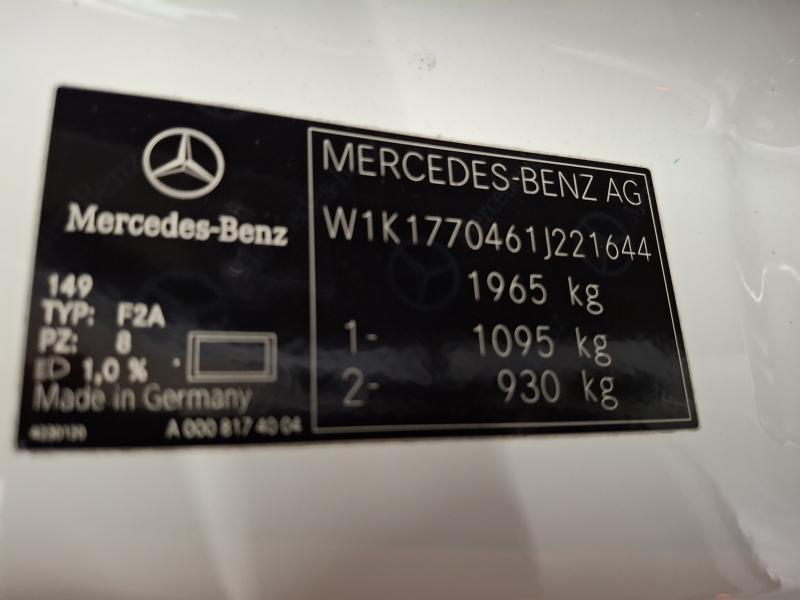 Mercedes-Benz
149
TYP: F2A
PZ: 8
1,0 %
Made in Germany
A 000 817 40 04
MERCEDES-BENZ AG
W1K1770461J221644
1965 kg
1- 1095 kg
2- 930 kg